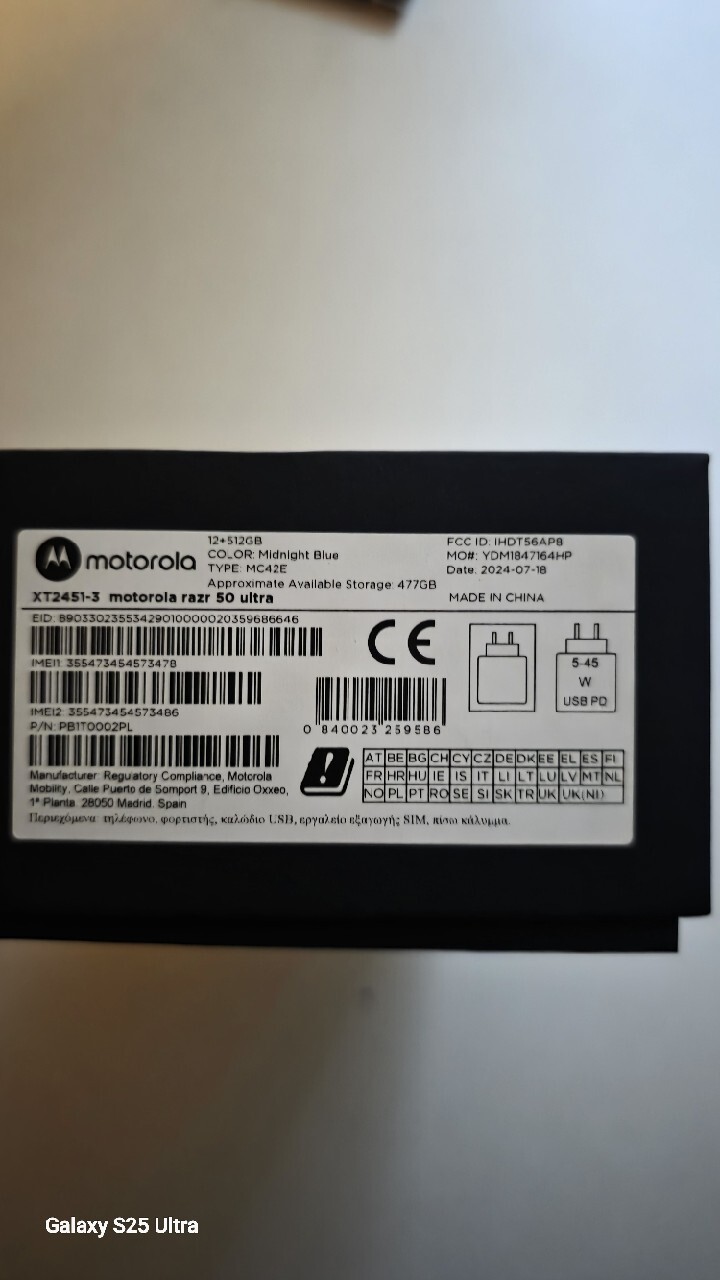 motorola
12+512GB
COLOR: Midnight Blue
TYPE: MC42E
Approximate Available Storage: 477GB
FCC ID: IHDT56AP8
MO#: YDM1847164HP
Date: 2024-07-18
XT2451-3 motorola razr 50 ultra
MADE IN CHINA
EID: 89033023553429010000020359686646
IMEI1: 355473454573478
IMEI2: 355473454573486
P/N: PB1T0002PL
CE
0 840023 259586
5-45
W
USB PD
Manufacturer: Regulatory Compliance, Motorola
Mobility, Calle Puerto de Somport 9, Edificio Oxxeo,
1ª Planta. 28050 Madrid. Spain
AT BE BG CH CY CZ DE DK EE EL ES FI
FR HR HU IE IS IT LI LT LU LV MT NL
NO PL PT RO SE SI SK TR UK UK(NI)
Περιεχόμενα: τηλέφωνο, φορτιστής, καλώδιο USB, εργαλείο εξαγωγής SIM, πίσω κάλυμμα.
Galaxy S25 Ultra